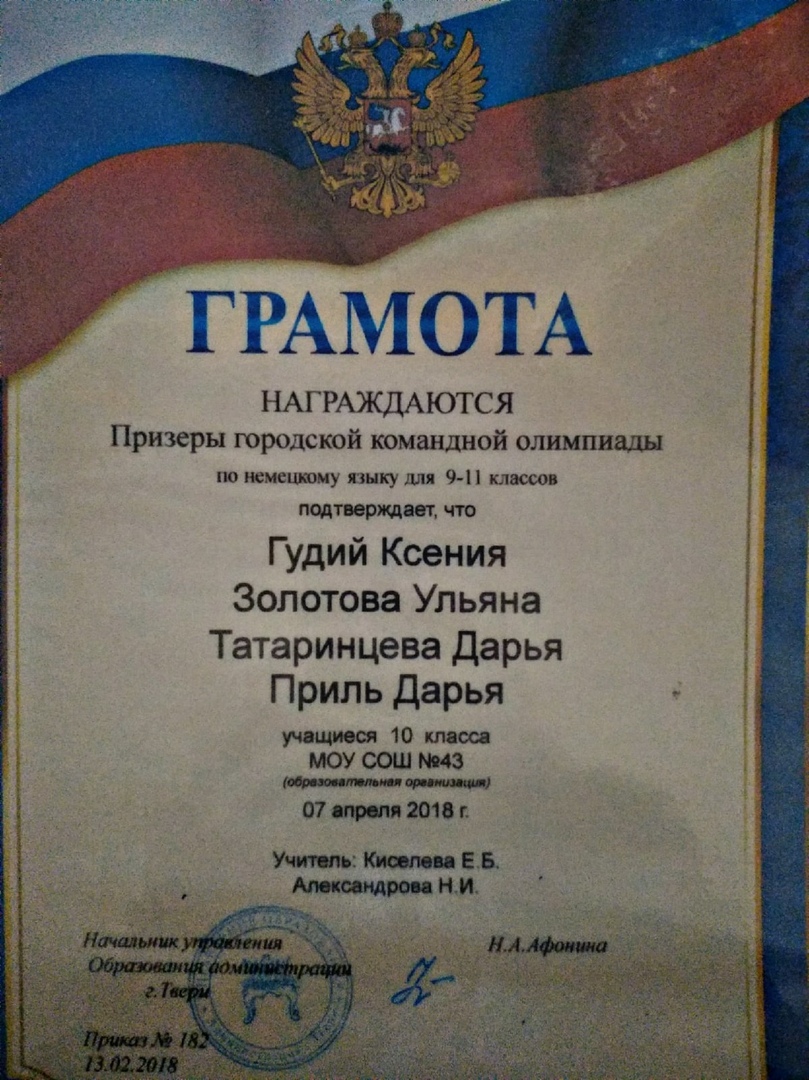 ГРАМОТА
НАГРАЖДАЮТСЯ
Призеры городской командной олимпиады
по немецкому языку для 9-11 классов
подтверждает, что
Гудий Ксения
Золотова Ульяна
Татаринцева Дарья
Приль Дарья
учащиеся 10 класса
МОУ СОШ №43
(образовательная организация)
07 апреля 2018 г.
Учитель: Киселева Е.Б.
Александрова Н.И.
Начальник управления
Образования администрации
г.Твери
Н.А.Афонина
Приказ № 182
13.02.2018